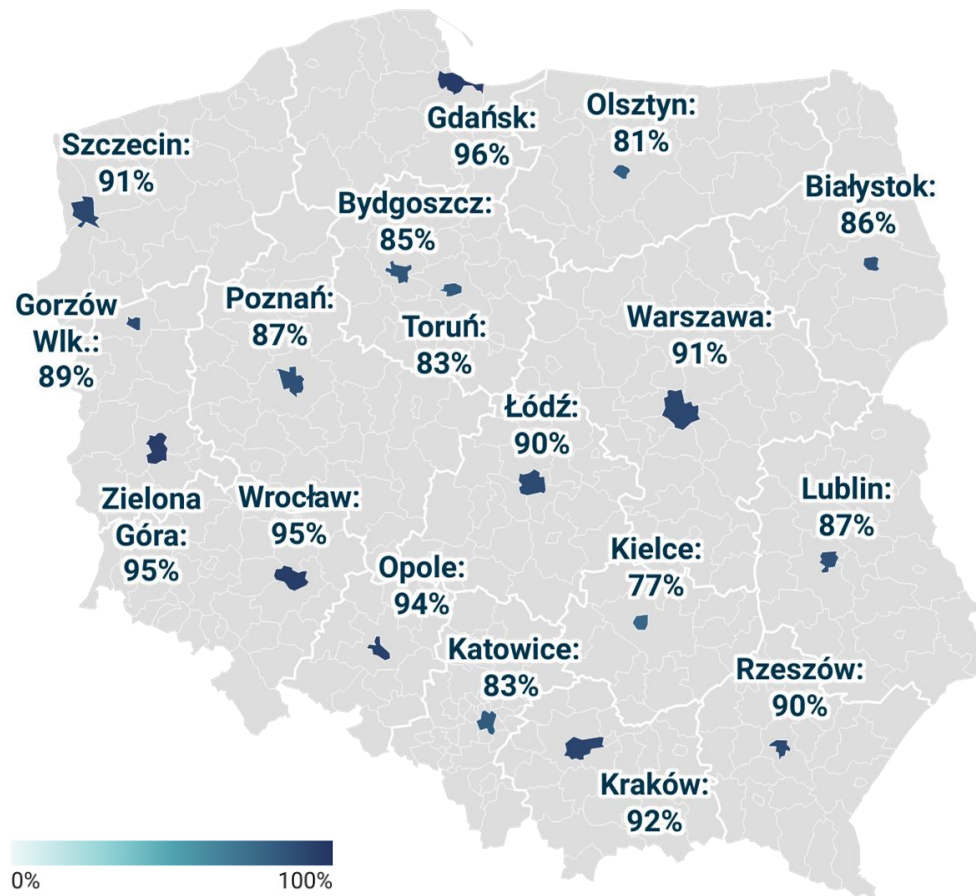 Gdańsk:
96%
Olsztyn:
81%
Szczecin:
91%
Białystok:
86%
Bydgoszcz:
85%
Gorzów
Wlk.:
89%
Poznań:
87%
Toruń:
83%
Warszawa:
91%
Łódź:
90%
Zielona
Góra:
95%
Wrocław:
95%
Lublin:
87%
Opole:
94%
Kielce:
77%
Katowice:
83%
Rzeszów:
90%
Kraków:
92%
0%
100%